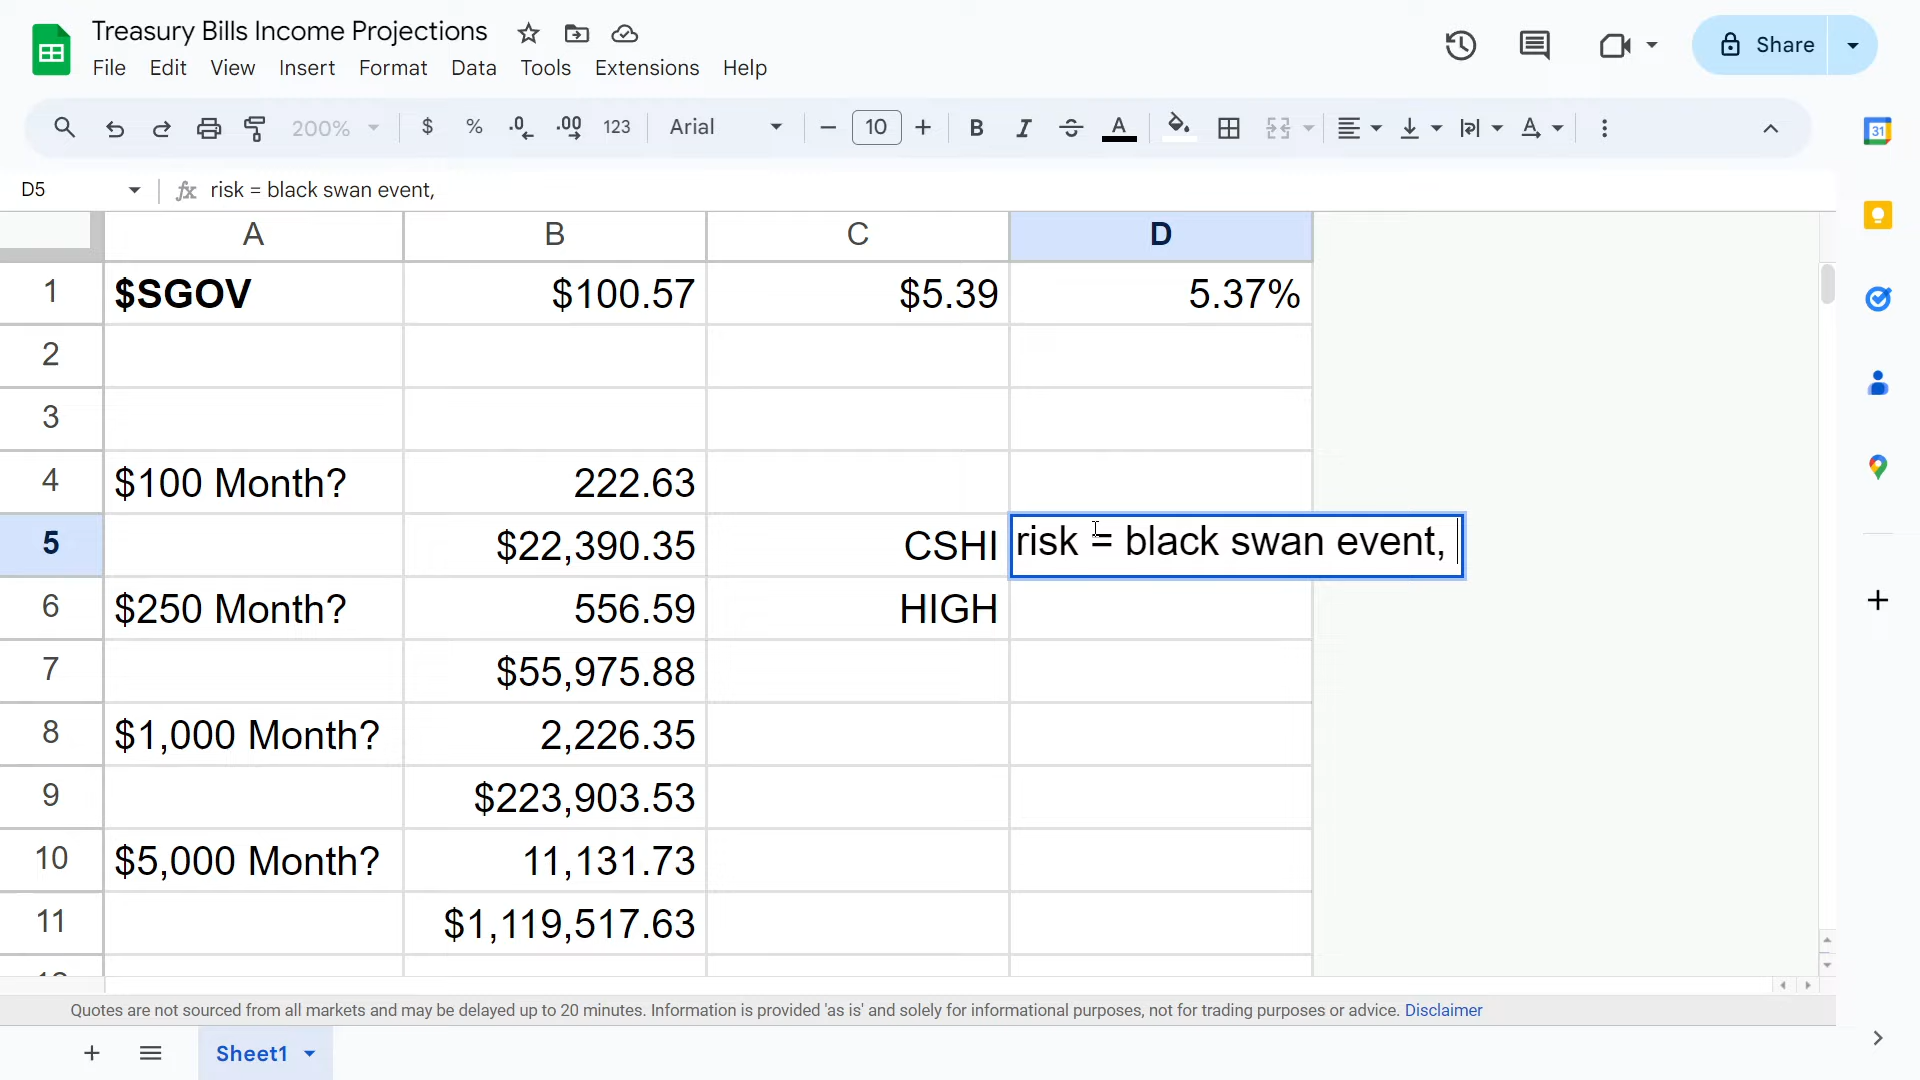 Treasury Bills Income Projections
File Edit View Insert Format Data Tools Extensions Help
Share
200% $ % .0 .00 123 Arial 10 B I A A
31
D5 fx risk = black swan event,
A B C D
1 $SGOV $100.57 $5.39 5.37%
2
3
4 $100 Month? 222.63
5 $22,390.35 CSHI risk = black swan event,
6 $250 Month? 556.59 HIGH
7 $55,975.88
8 $1,000 Month? 2,226.35
9 $223,903.53
10 $5,000 Month? 11,131.73
11 $1,119,517.63
Quotes are not sourced from all markets and may be delayed up to 20 minutes. Information is provided 'as is' and solely for informational purposes, not for trading purposes or advice. Disclaimer
Sheet1